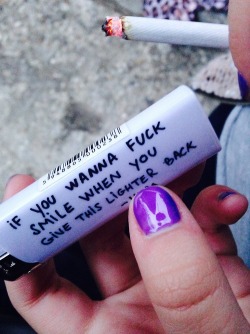 IF YOU WANNA FUCK
SMILE WHEN YOU
GIVE THIS LIGHTER BACK